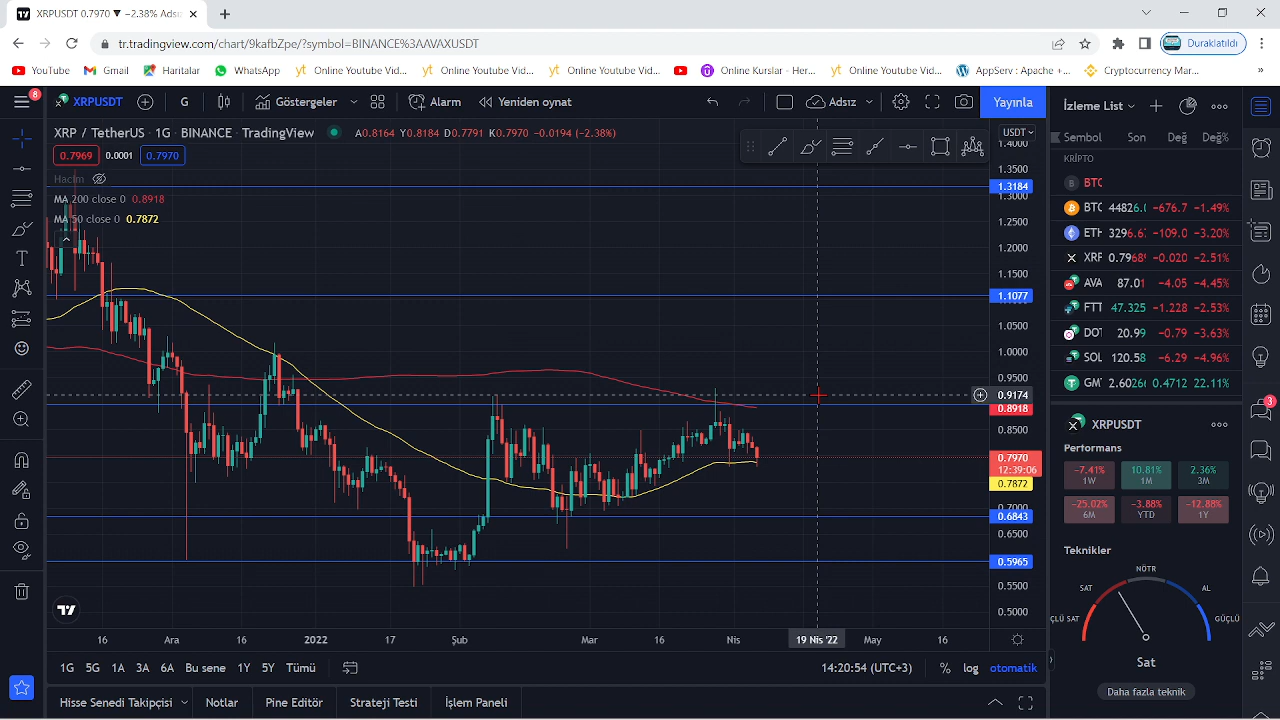 XRPUSDT 0.7970 ▼ −2.38% Adsı
tr.tradingview.com/chart/9kafbZpe/?symbol=BINANCE%3AAVAXUSDT
Duraklatıldı
YouTube Gmail Haritalar WhatsApp Online Youtube Vid... Online Youtube Vid... Online Youtube Vid... Online Kurslar - Her... Online Youtube Vid... AppServ : Apache +... Cryptocurrency Mar...
8
XRPUSDT G Göstergeler Alarm Yeniden oynat Adsız Yayınla
İzleme List
XRP / TetherUS · 1G · BINANCE · TradingView A0.8164 Y0.8184 D0.7791 K0.7970 −0.0194 (−2.38%)
0.7969 0.0001 0.7970
Hacim
MA 200 close 0 0.8918
MA 50 close 0 0.7872
USDT
1.4000
1.3500
1.3184
1.3000
1.2500
1.2000
1.1500
1.1077
1.0500
1.0000
0.9500
0.9174
0.8918
0.8500
0.7970
12:39:06
0.7872
0.7000
0.6843
0.6500
0.5965
0.5500
0.5000
16 Ara 16 2022 17 Şub Mar 16 Nis 19 Nis '22 May 16
1G 5G 1A 3A 6A Bu sene 1Y 5Y Tümü
14:20:54 (UTC+3) % log otomatik
Hisse Senedi Takipçisi Notlar Pine Editör Strateji Testi İşlem Paneli
Sembol Son Değ Değ%
KRİPTO
BTC
BTC 44826.0 −676.7 −1.49%
ETH 3296.67 −109.0 −3.20%
XRF 0.7968 −0.020 −2.51%
AVA 87.01 −4.05 −4.45%
FTT 47.325 −1.228 −2.53%
DOT 20.99 −0.79 −3.63%
SOL 120.58 −6.29 −4.96%
GMT 2.6026 0.4712 22.11%
3
XRPUSDT
Performans
−7.41% 10.81% 2.36%
1W 1M 3M
−25.02% −3.88% −12.88%
6M YTD 1Y
Teknikler
NÖTR
SAT AL
ÇLÜ SAT GÜÇLÜ
Sat
Daha fazla teknik